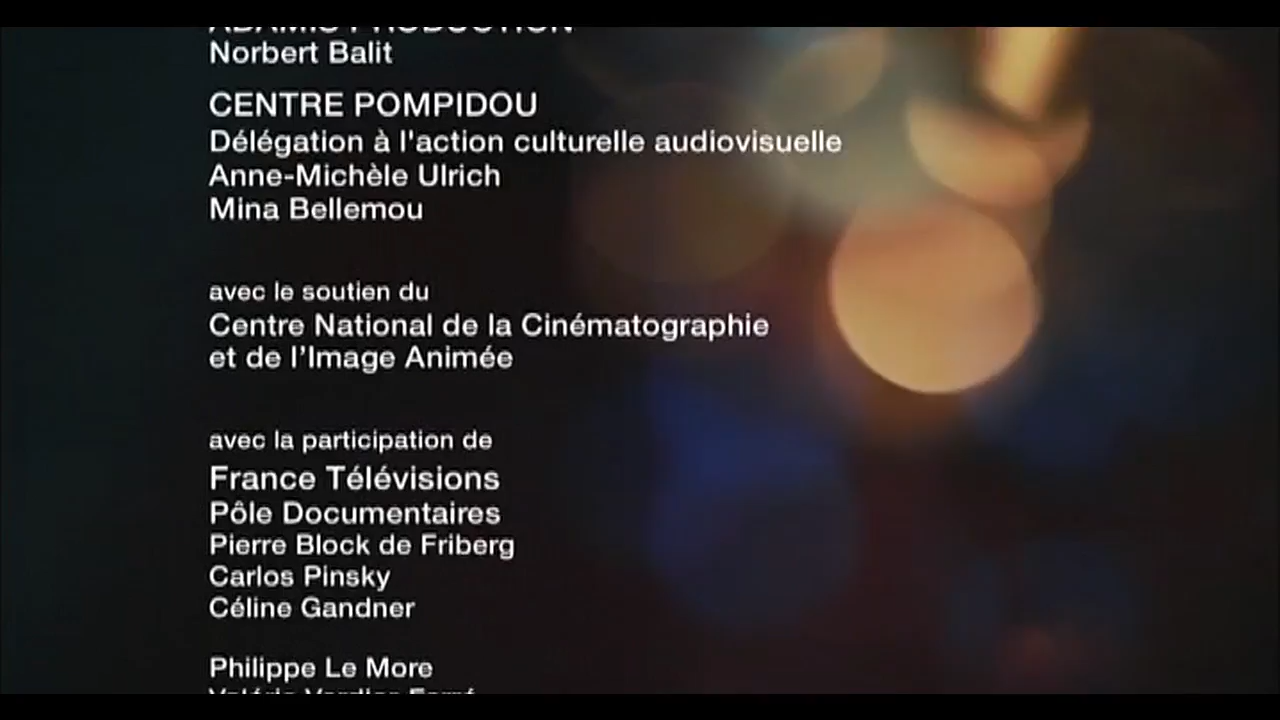 ADAMIS PRODUCTION
Norbert Balit
CENTRE POMPIDOU
Délégation à l'action culturelle audiovisuelle
Anne-Michèle Ulrich
Mina Bellemou
avec le soutien du
Centre National de la Cinématographie
et de l’Image Animée
avec la participation de
France Télévisions
Pôle Documentaires
Pierre Block de Friberg
Carlos Pinsky
Céline Gandner
Philippe Le More